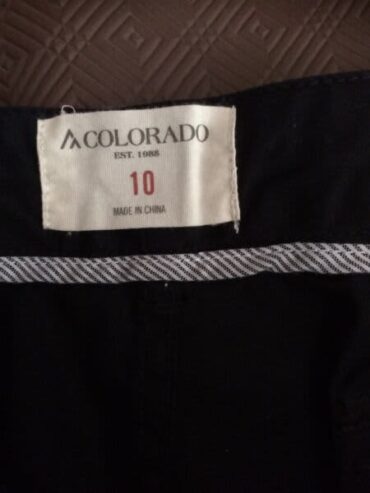 COLORADO
EST. 1988
10
MADE IN CHINA